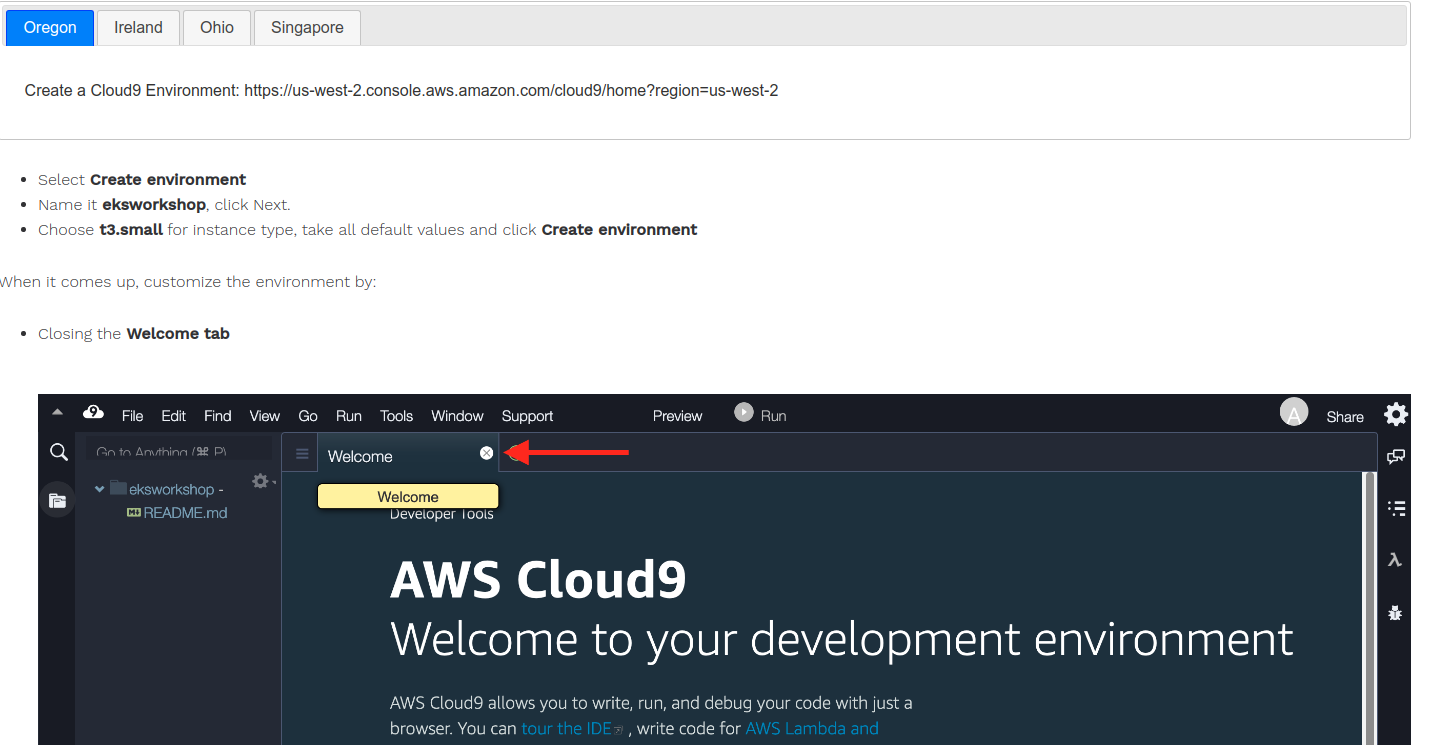 Oregon Ireland Ohio Singapore
Create a Cloud9 Environment: https://us-west-2.console.aws.amazon.com/cloud9/home?region=us-west-2
Select Create environment
Name it eksworkshop, click Next.
Choose t3.small for instance type, take all default values and click Create environment
When it comes up, customize the environment by:
Closing the Welcome tab
9 File Edit Find View Go Run Tools Window Support Preview Run A Share
Go to Anything (⌘ P) Welcome
eksworkshop -
Welcome
README.md
Developer Tools
AWS Cloud9
Welcome to your development environment
AWS Cloud9 allows you to write, run, and debug your code with just a
browser. You can tour the IDE , write code for AWS Lambda and